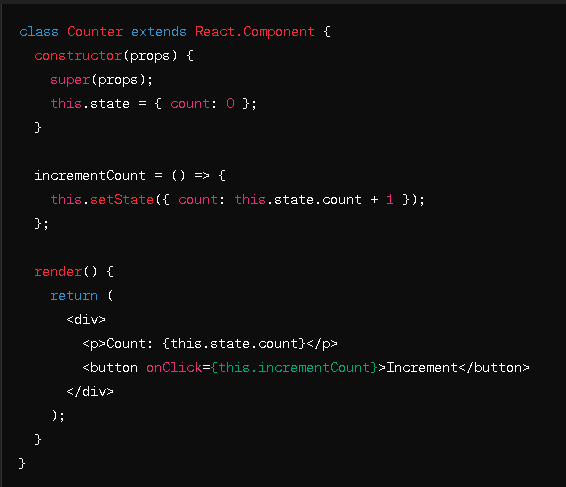 class Counter extends React.Component {
  constructor(props) {
    super(props);
    this.state = { count: 0 };
  }

  incrementCount = () => {
    this.setState({ count: this.state.count + 1 });
  };

  render() {
    return (
      <div>
        <p>Count: {this.state.count}</p>
        <button onClick={this.incrementCount}>Increment</button>
      </div>
    );
  }
}